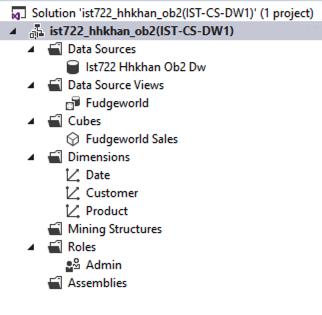 Solution 'ist722_hhkhan_ob2(IST-CS-DW1)' (1 project)
ist722_hhkhan_ob2(IST-CS-DW1)
Data Sources
Ist722 Hhkhan Ob2 Dw
Data Source Views
Fudgeworld
Cubes
Fudgeworld Sales
Dimensions
Date
Customer
Product
Mining Structures
Roles
Admin
Assemblies